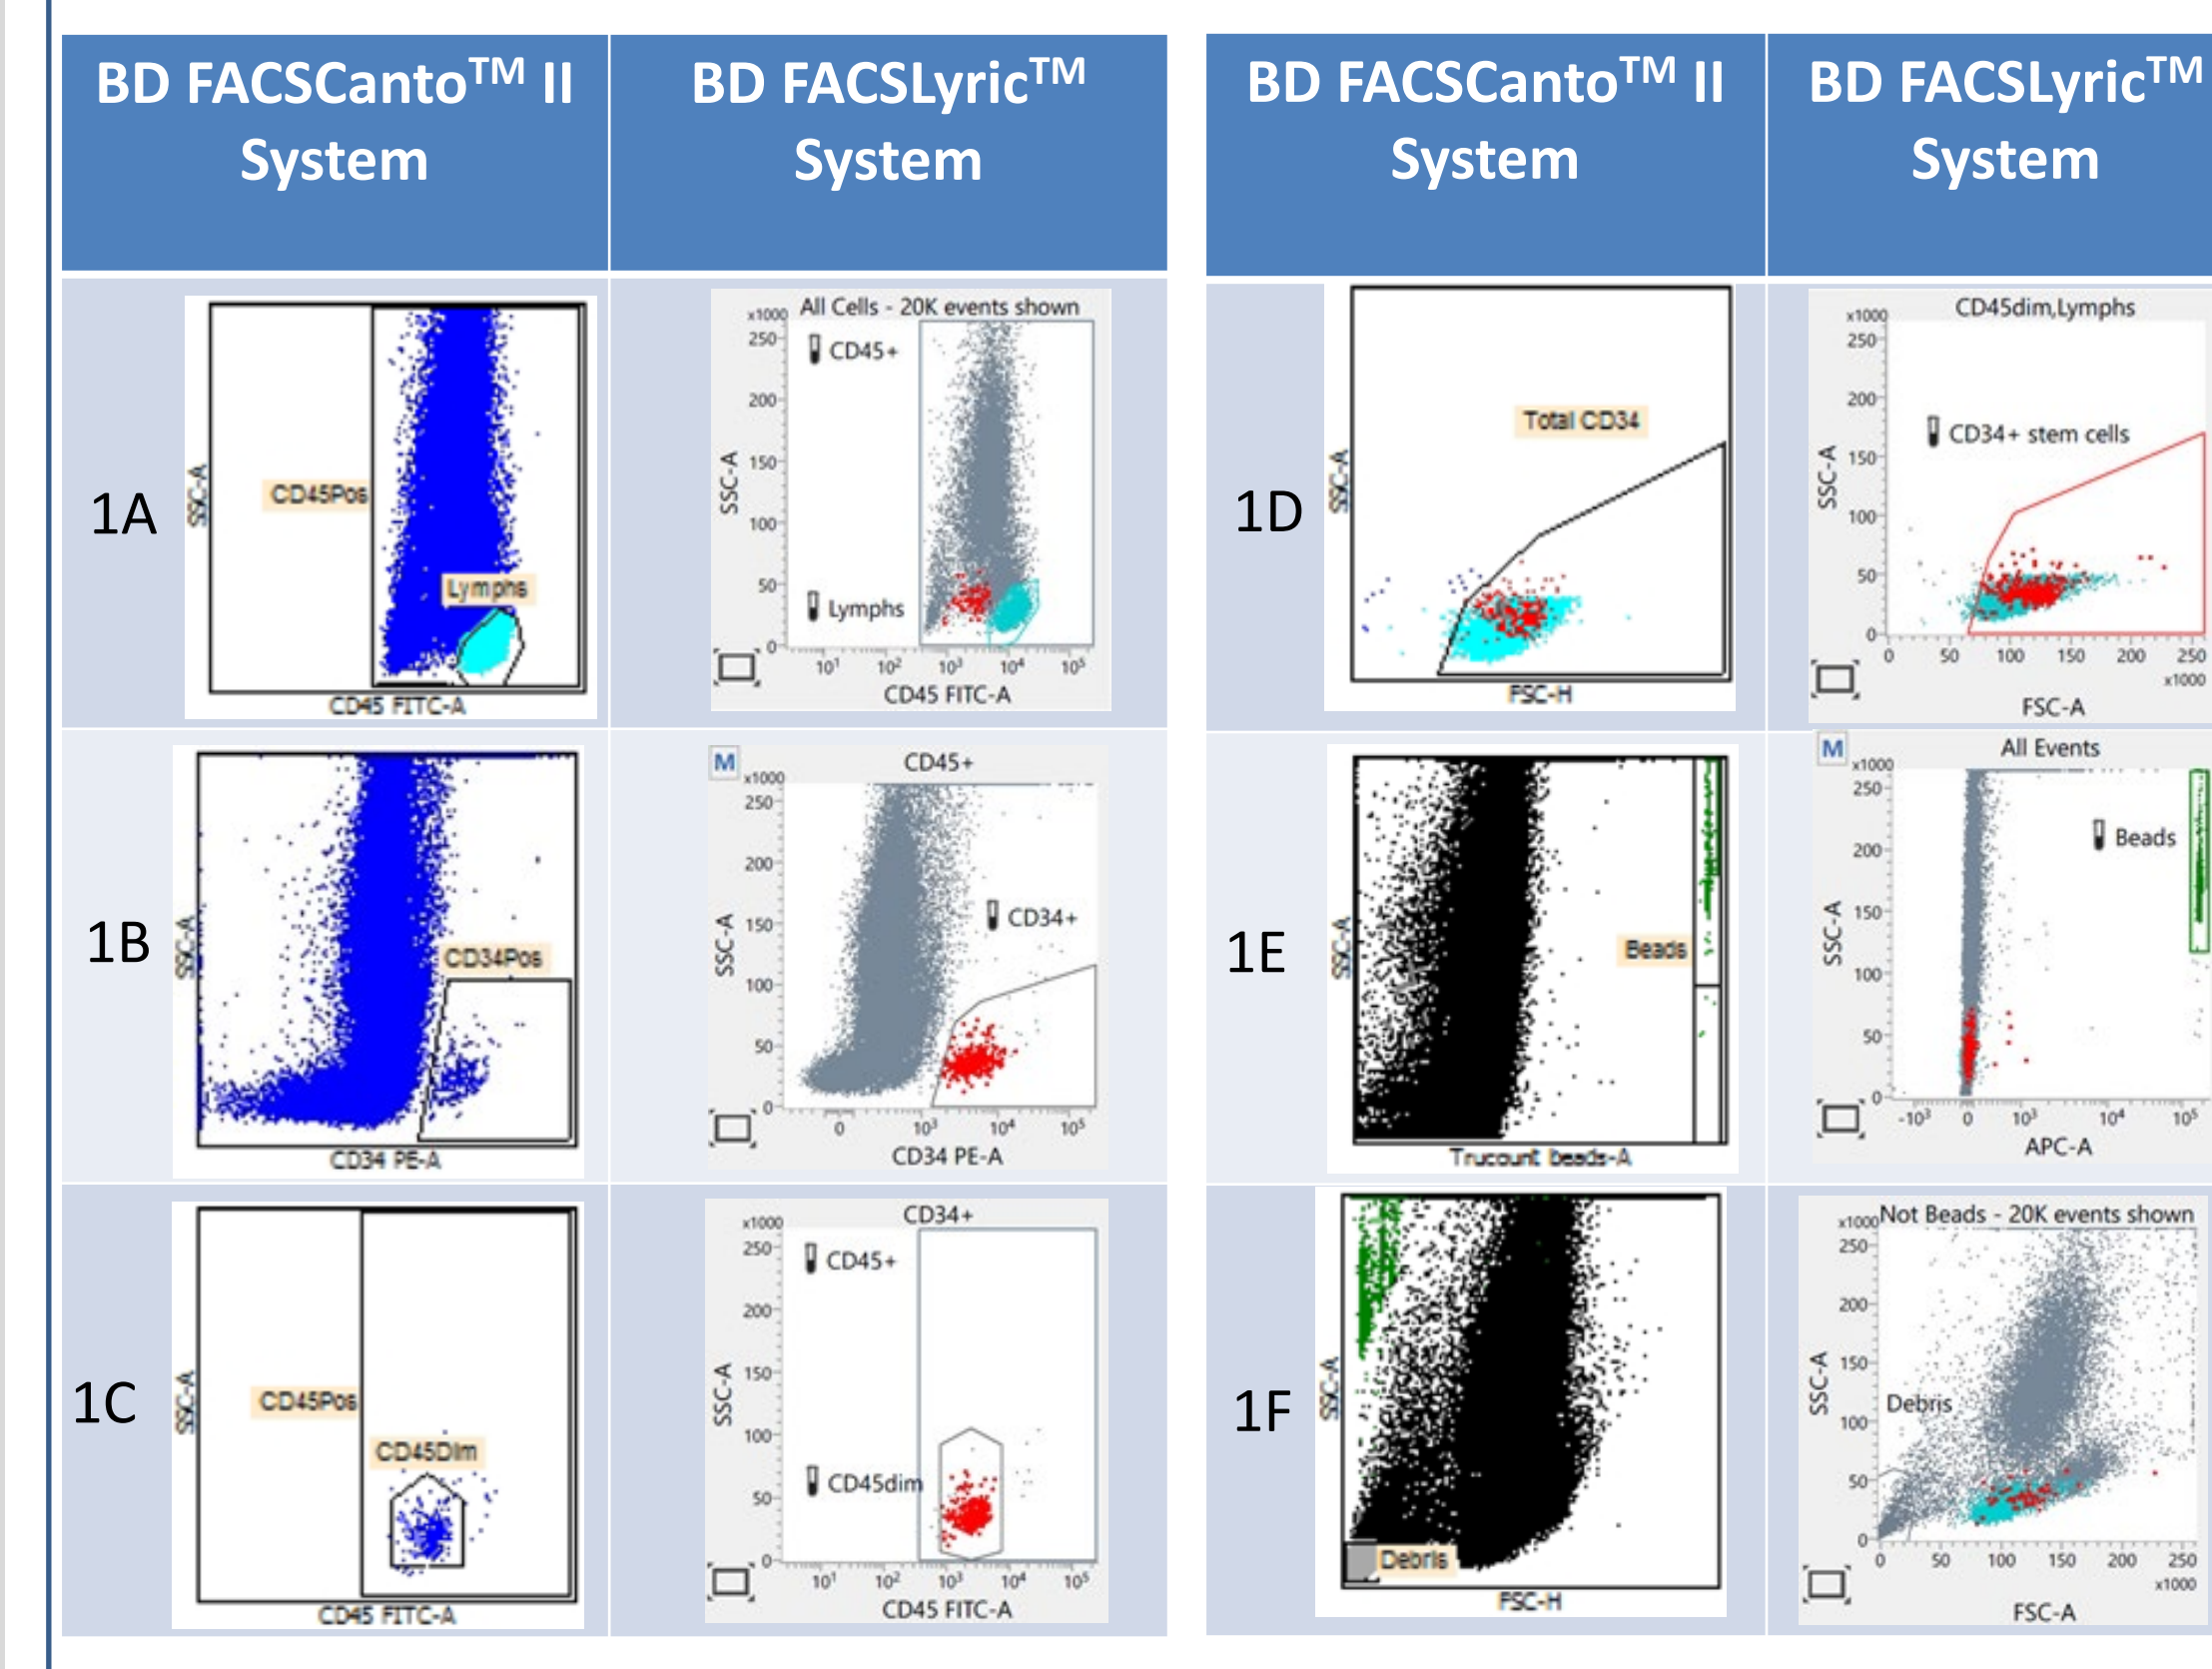 BD FACSCanto™ II
System
BD FACSLyric™
System
BD FACSCanto™ II
System
BD FACSLyric™
System
1A
SSC-A
CD45Pos
Lymphs
CD45 FITC-A
All Cells - 20K events shown
x1000
250
200
150
100
50
0
SSC-A
CD45+
Lymphs
10¹ 10² 10³ 10⁴ 10⁵
CD45 FITC-A
1D
SSC-A
Total CD34
FSC-H
CD45dim,Lymphs
x1000
250
200
150
100
50
0
SSC-A
CD34+ stem cells
0 50 100 150 200 250
x1000
FSC-A
1B
SSC-A
CD34Pos
CD34 PE-A
M
CD45+
x1000
250
200
150
100
50
0
SSC-A
CD34+
0 10³ 10⁴ 10⁵
CD34 PE-A
1E
SSC-A
Beads
Trucount beads-A
M
All Events
x1000
250
200
150
100
50
0
SSC-A
Beads
-10³ 0 10³ 10⁴ 10⁵
APC-A
1C
SSC-A
CD45Pos
CD45Dim
CD45 FITC-A
CD34+
x1000
250
200
150
100
50
0
SSC-A
CD45+
CD45dim
10¹ 10² 10³ 10⁴ 10⁵
CD45 FITC-A
1F
SSC-A
Debris
FSC-H
Not Beads - 20K events shown
x1000
250
200
150
100
50
0
SSC-A
Debris
0 50 100 150 200 250
x1000
FSC-A